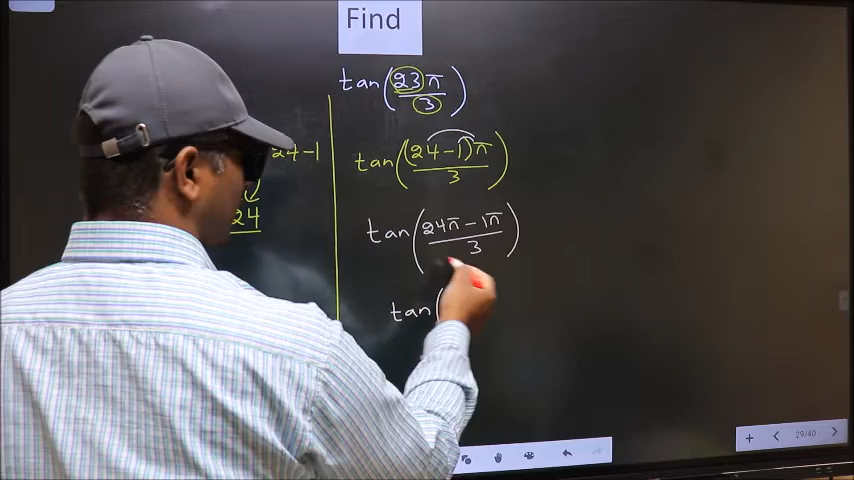 Find
tan(23π/3)
24-1
24
tan((24-1)π/3)
tan(24π-1π/3)
tan(
29/40